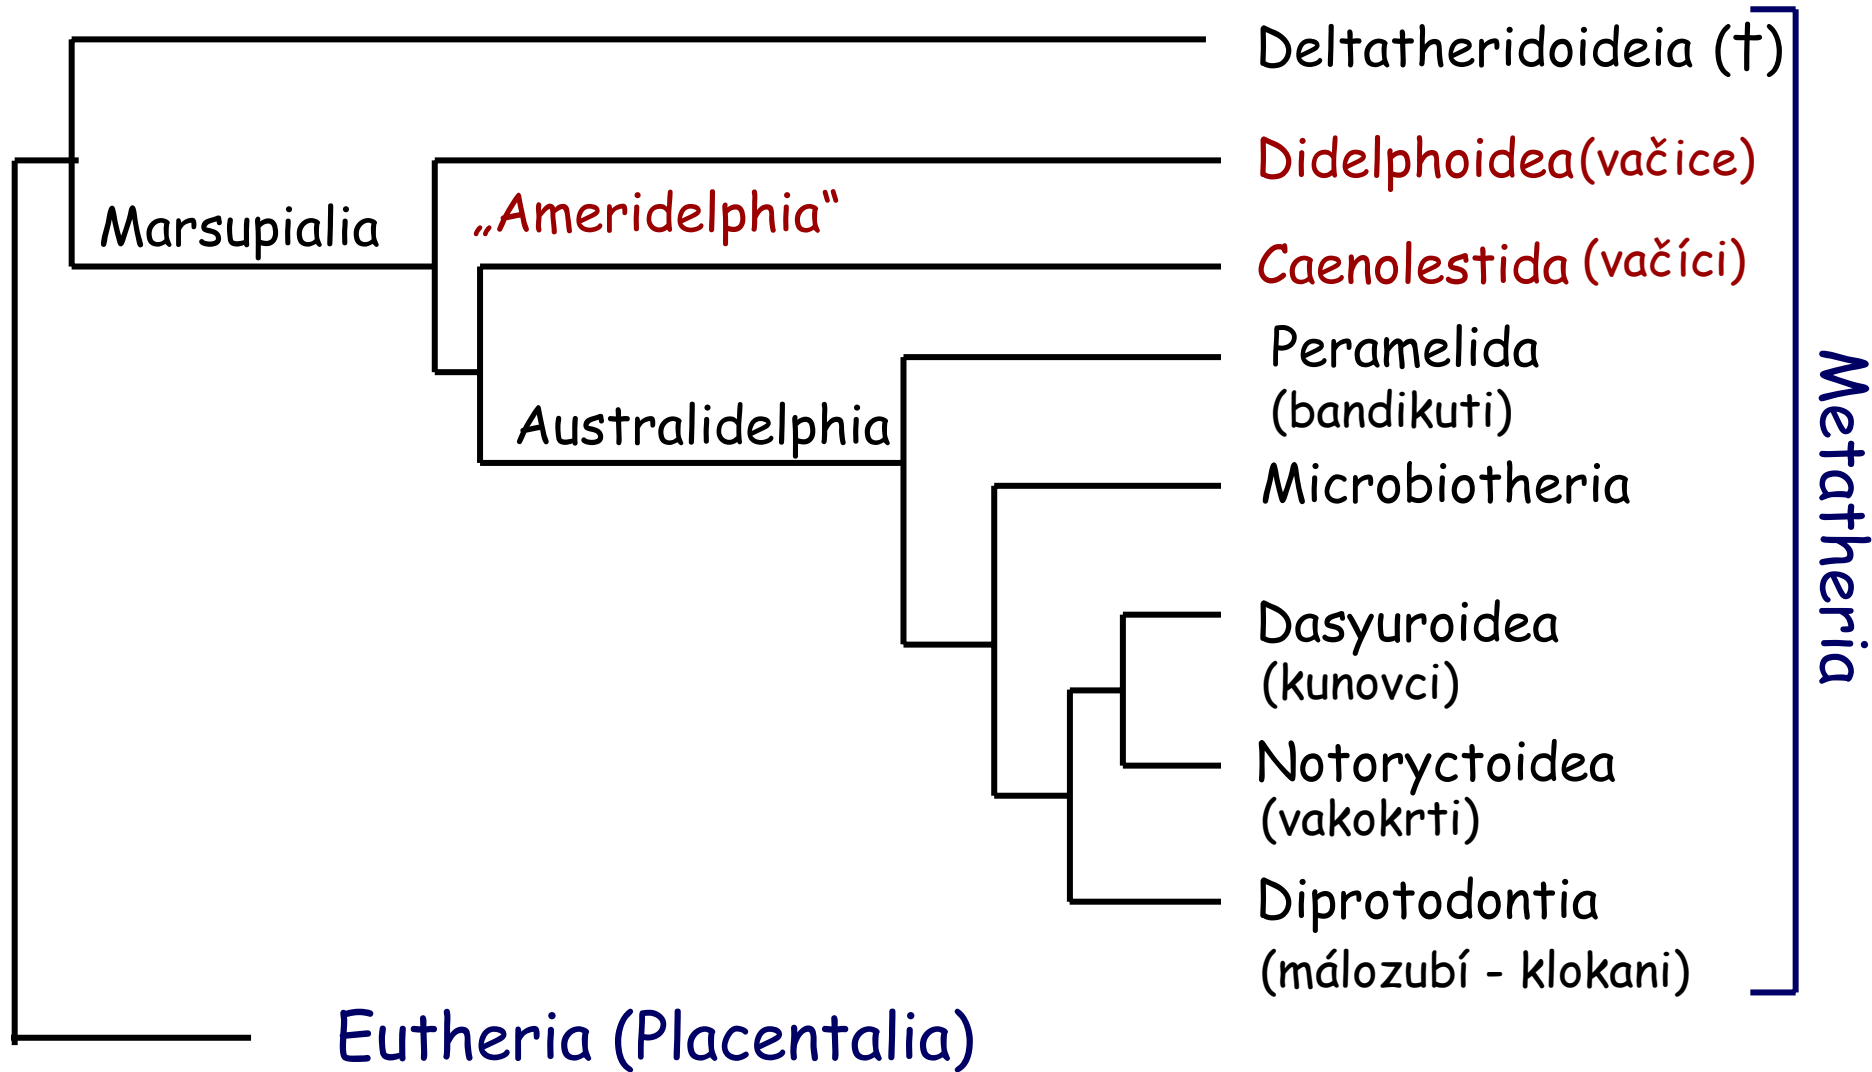 Deltatheridoideia (†)
Didelphoidea (vačice)
Marsupialia
„Ameridelphia“
Caenolestida (vačíci)
Peramelida
(bandikuti)
Australidelphia
Microbiotheria
Metatheria
Dasyuroidea
(kunovci)
Notoryctoidea
(vakokrti)
Diprotodontia
(málozubí - klokani)
Eutheria (Placentalia)